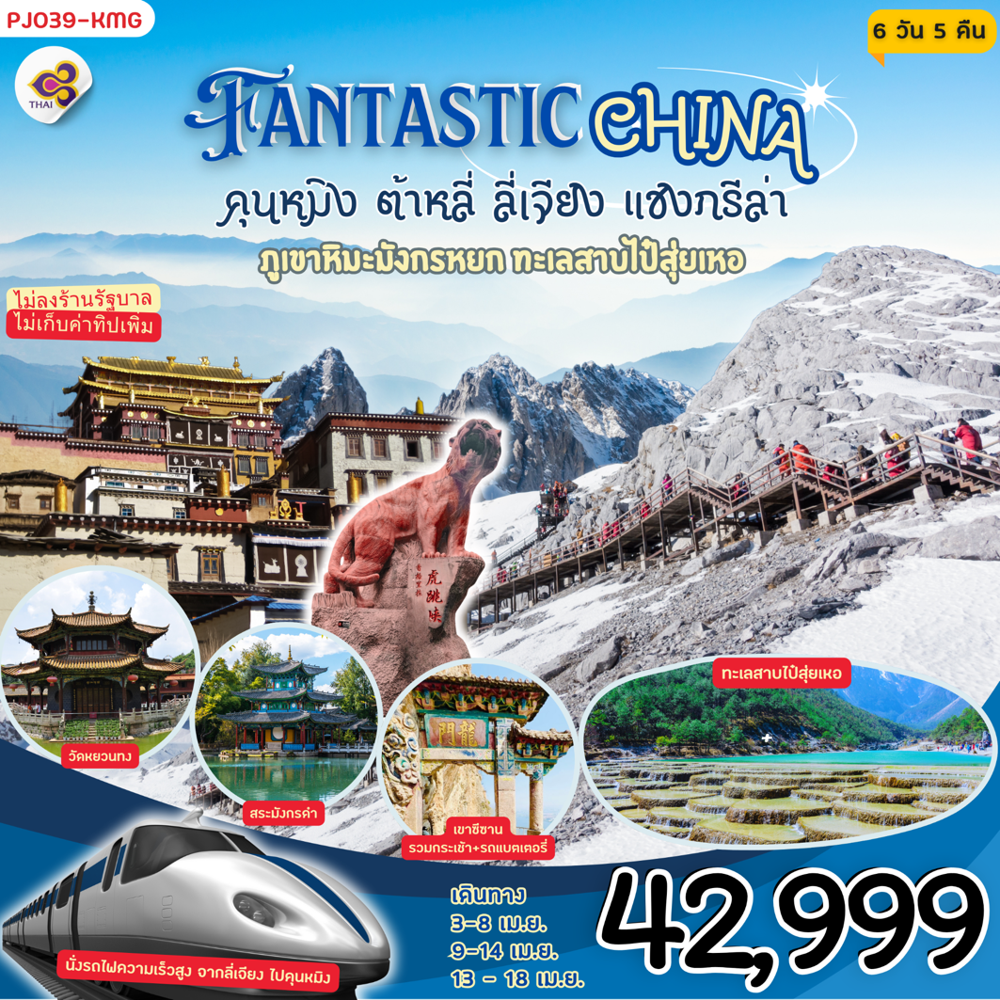 PJO39-KMG
6 วัน 5 คืน
THAI
FANTASTIC CHINA
คุนหมิง ต้าหลี่ ลี่เจียง แชงกรีล่า
ภูเขาหิมะมังกรหยก ทะเลสาบไป๋สุ่ยเหอ
ไม่ลงร้านรัฐบาล
ไม่เก็บค่าทิปเพิ่ม
香格里拉
虎跳峡
龍門
ทะเลสาบไป๋สุ่ยเหอ
วัดหยวนทง
สระมังกรดำ
เขาซีซาน
รวมกระเช้า+รถแบตเตอรี่
เดินทาง
3-8 เม.ย.
9-14 เม.ย.
13 - 18 เม.ย.
42,999
นั่งรถไฟความเร็วสูง จากลี่เจียง ไปคุนหมิง